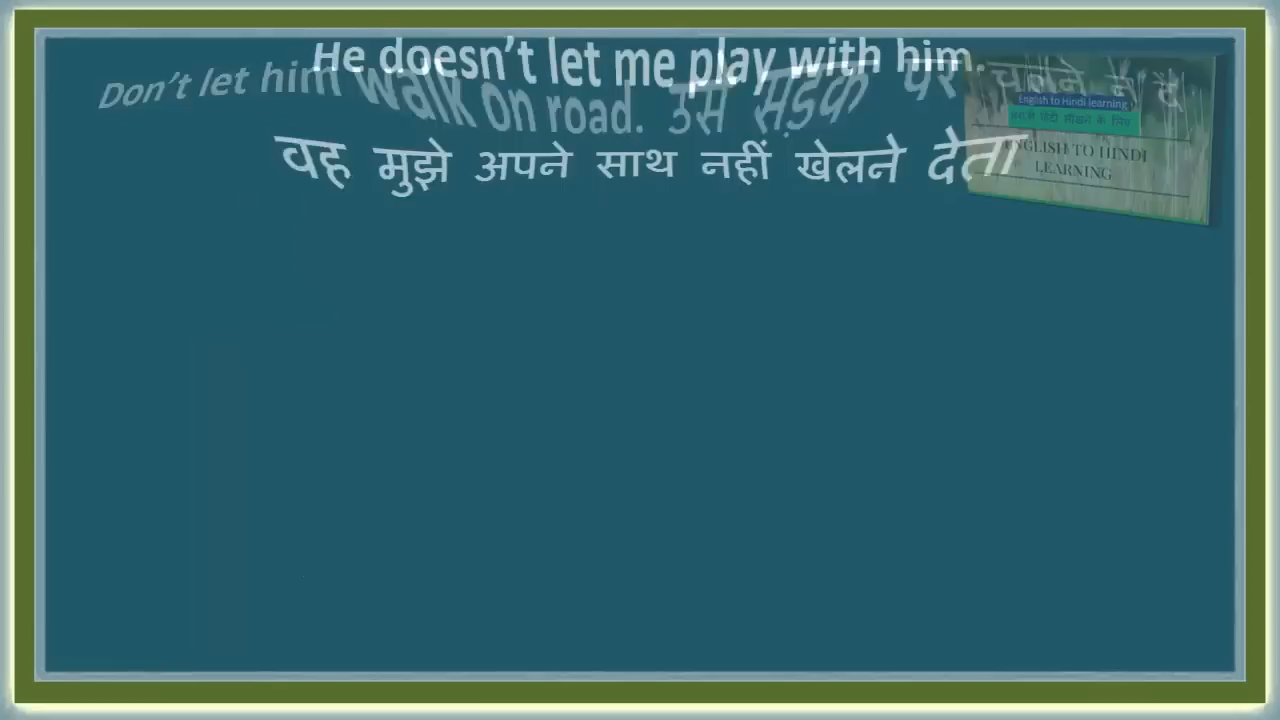 He doesn’t let me play with him.
Don’t let him walk on road. उसे सड़क पर चलने न दें
वह मुझे अपने साथ नहीं खेलने देता
English to Hindi learning
ENGLISH TO HINDI
LEARNING